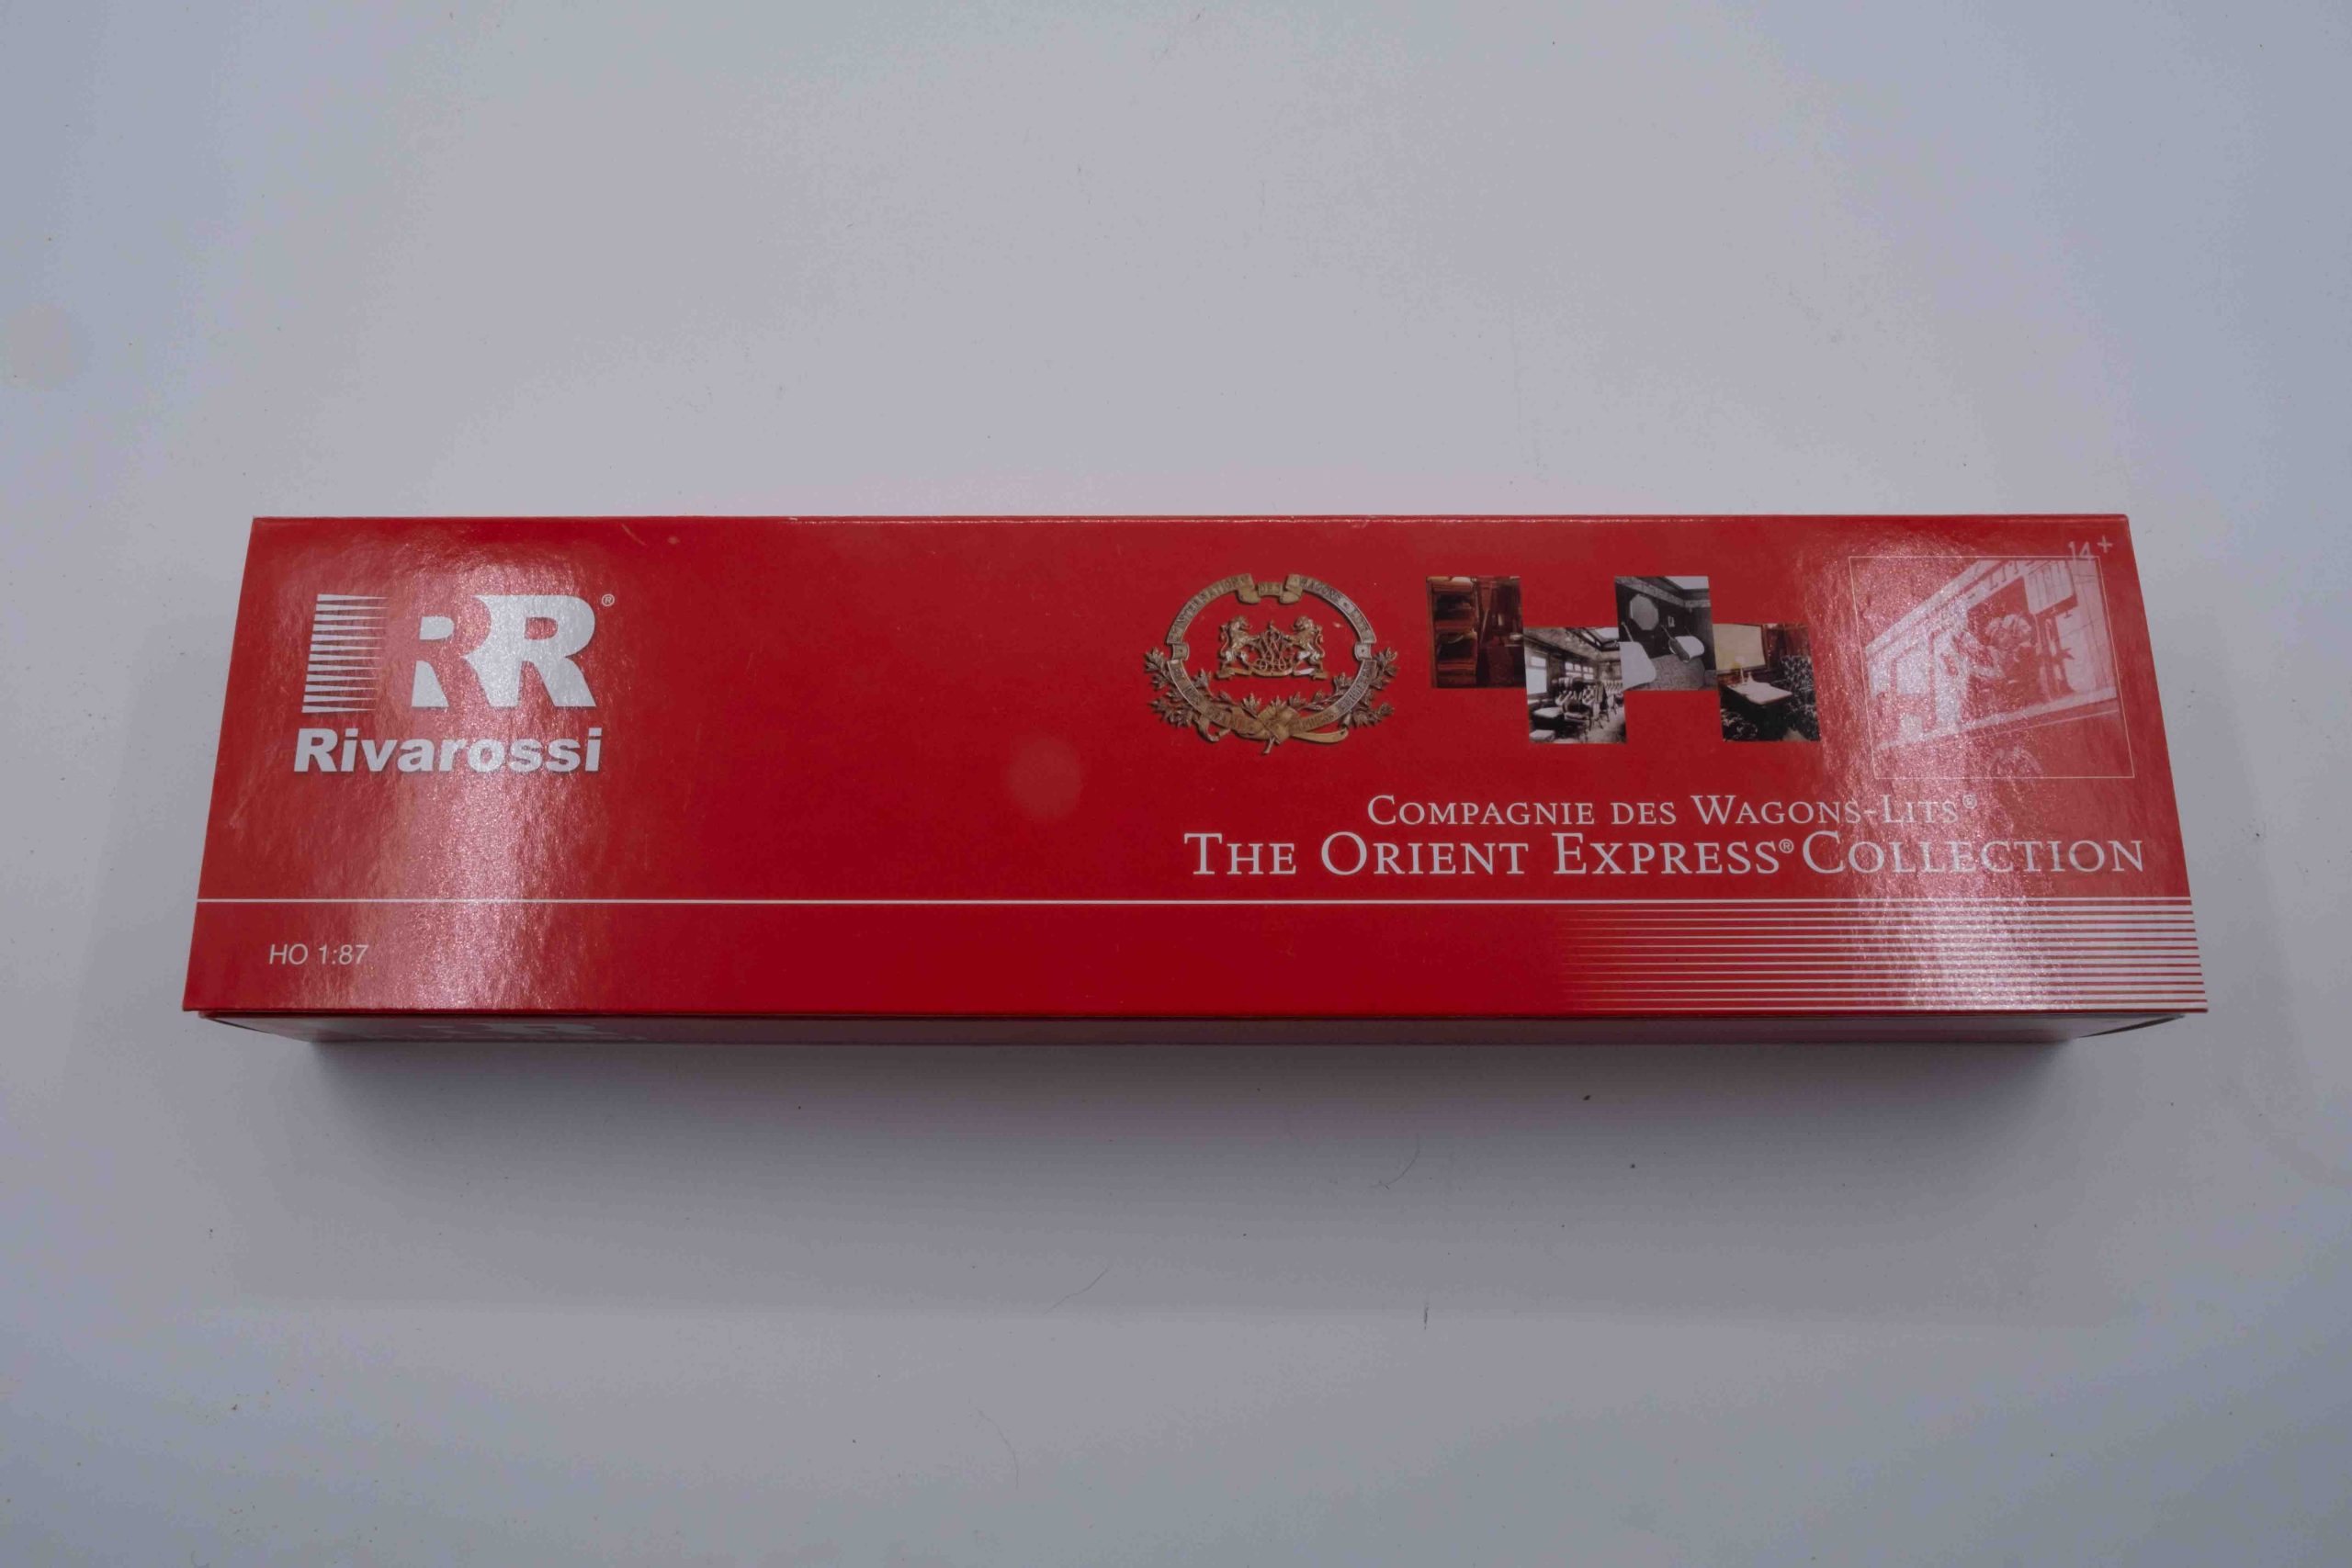 14+
RR®
Rivarossi
COMPAGNIE DES WAGONS-LITS®
THE ORIENT EXPRESS® COLLECTION
HO 1:87